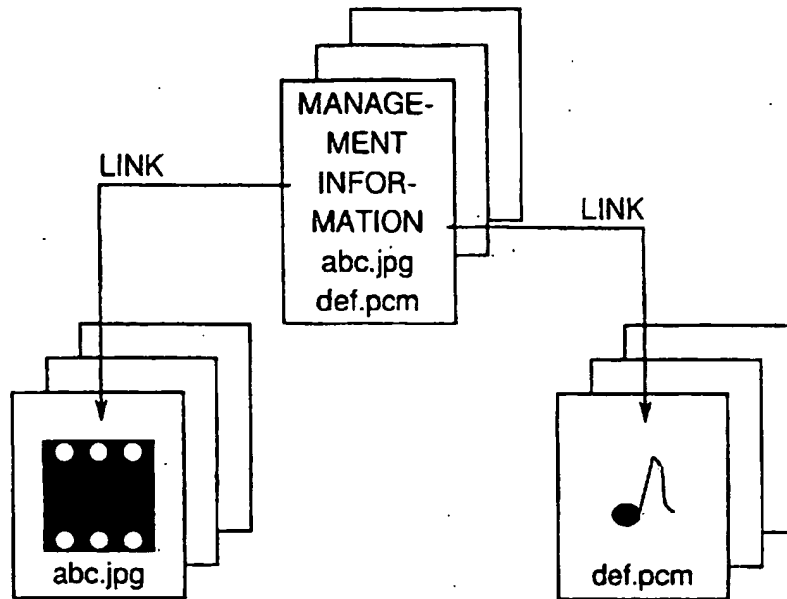 MANAGE-
MENT
INFOR-
MATION
abc.jpg
def.pcm
LINK
LINK
abc.jpg
def.pcm